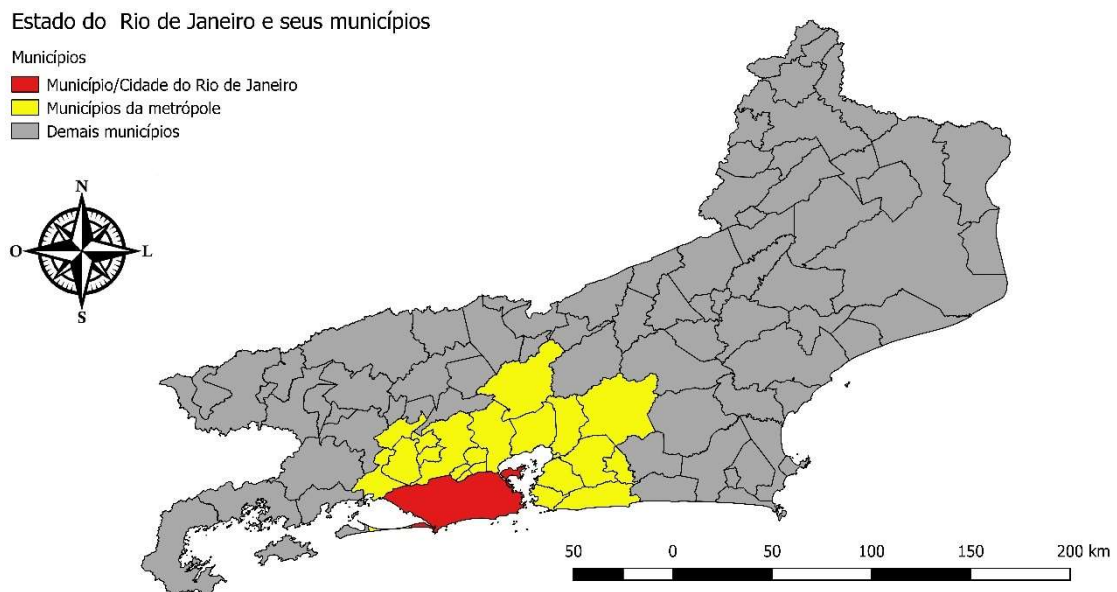 Estado do Rio de Janeiro e seus municípios
Municípios
Município/Cidade do Rio de Janeiro
Municípios da metrópole
Demais municípios
N
O L
S
50 0 50 100 150 200 km